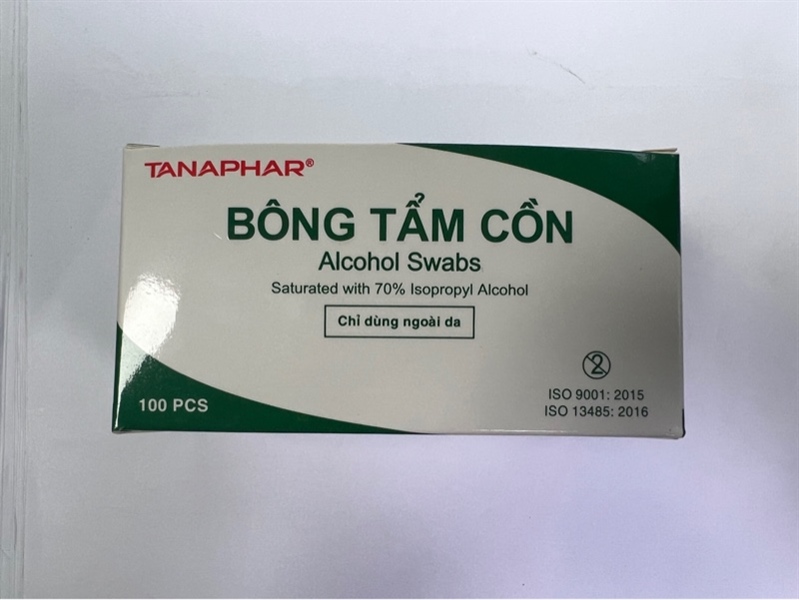 TANAPHAR®
BÔNG TẨM CỒN
Alcohol Swabs
Saturated with 70% Isopropyl Alcohol
Chỉ dùng ngoài da
2
100 PCS
ISO 9001: 2015
ISO 13485: 2016